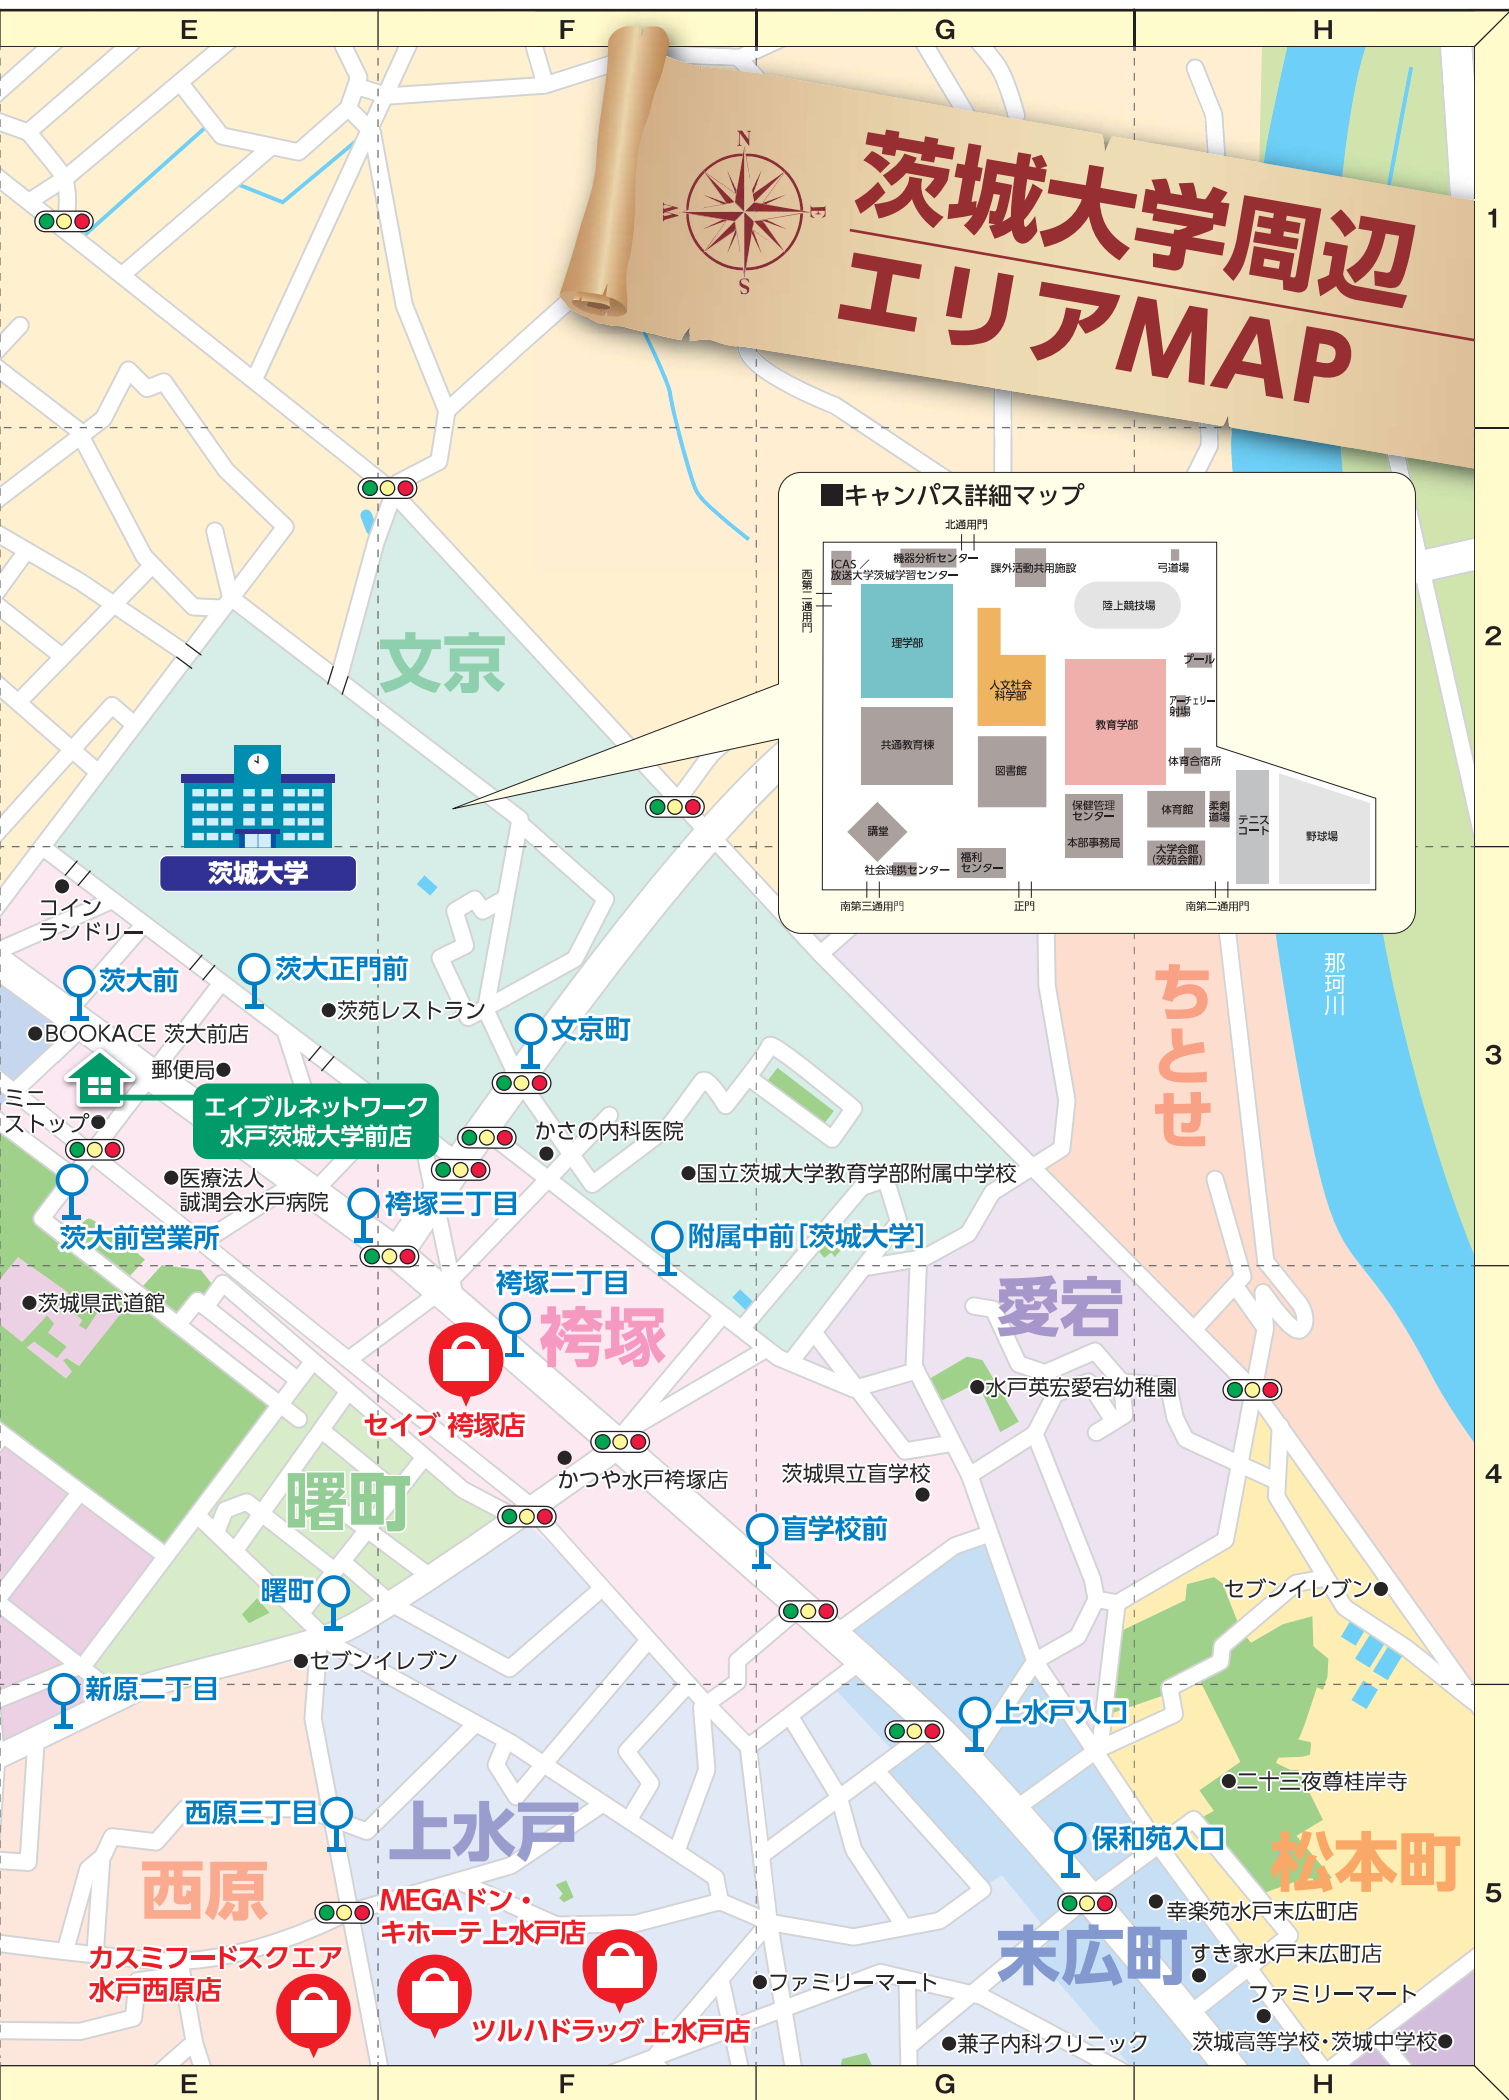 E
F
G
H
N
W
E
S
茨城大学周辺
エリアMAP
1
2
3
4
5
■キャンパス詳細マップ
北通用門
ICAS／
放送大学茨城学習センター
機器分析センター
課外活動共用施設
弓道場
西第二通用門
陸上競技場
理学部
人文社会
科学部
プール
アーチェリー
射場
教育学部
共通教育棟
図書館
体育合宿所
保健管理
センター
本部事務局
体育館
柔剣
道場
テニス
コート
野球場
講堂
大学会館
(茨苑会館)
社会連携センター
福利
センター
南第三通用門
正門
南第二通用門
文京
茨城大学
コイン
ランドリー
茨大前
茨大正門前
●茨苑レストラン
文京町
●BOOKACE 茨大前店
郵便局●
ミニ
ストップ●
エイブルネットワーク
水戸茨城大学前店
かさの内科医院
●国立茨城大学教育学部附属中学校
●医療法人
誠潤会水戸病院
袴塚三丁目
茨大前営業所
附属中前[茨城大学]
ちとせ
那珂川
●茨城県武道館
袴塚二丁目
袴塚
愛宕
セイブ 袴塚店
●水戸英宏愛宕幼稚園
かつや水戸袴塚店
茨城県立盲学校
曙町
盲学校前
曙町
セブンイレブン●
●セブンイレブン
新原二丁目
上水戸入口
●二十三夜尊桂岸寺
西原三丁目
上水戸
保和苑入口
松本町
西原
MEGAドン・
キホーテ上水戸店
幸楽苑水戸末広町店
末広町
すき家水戸末広町店
カスミフードスクエア
水戸西原店
●ファミリーマート
ファミリーマート
ツルハドラッグ上水戸店
●兼子内科クリニック
茨城高等学校・茨城中学校●
E
F
G
H